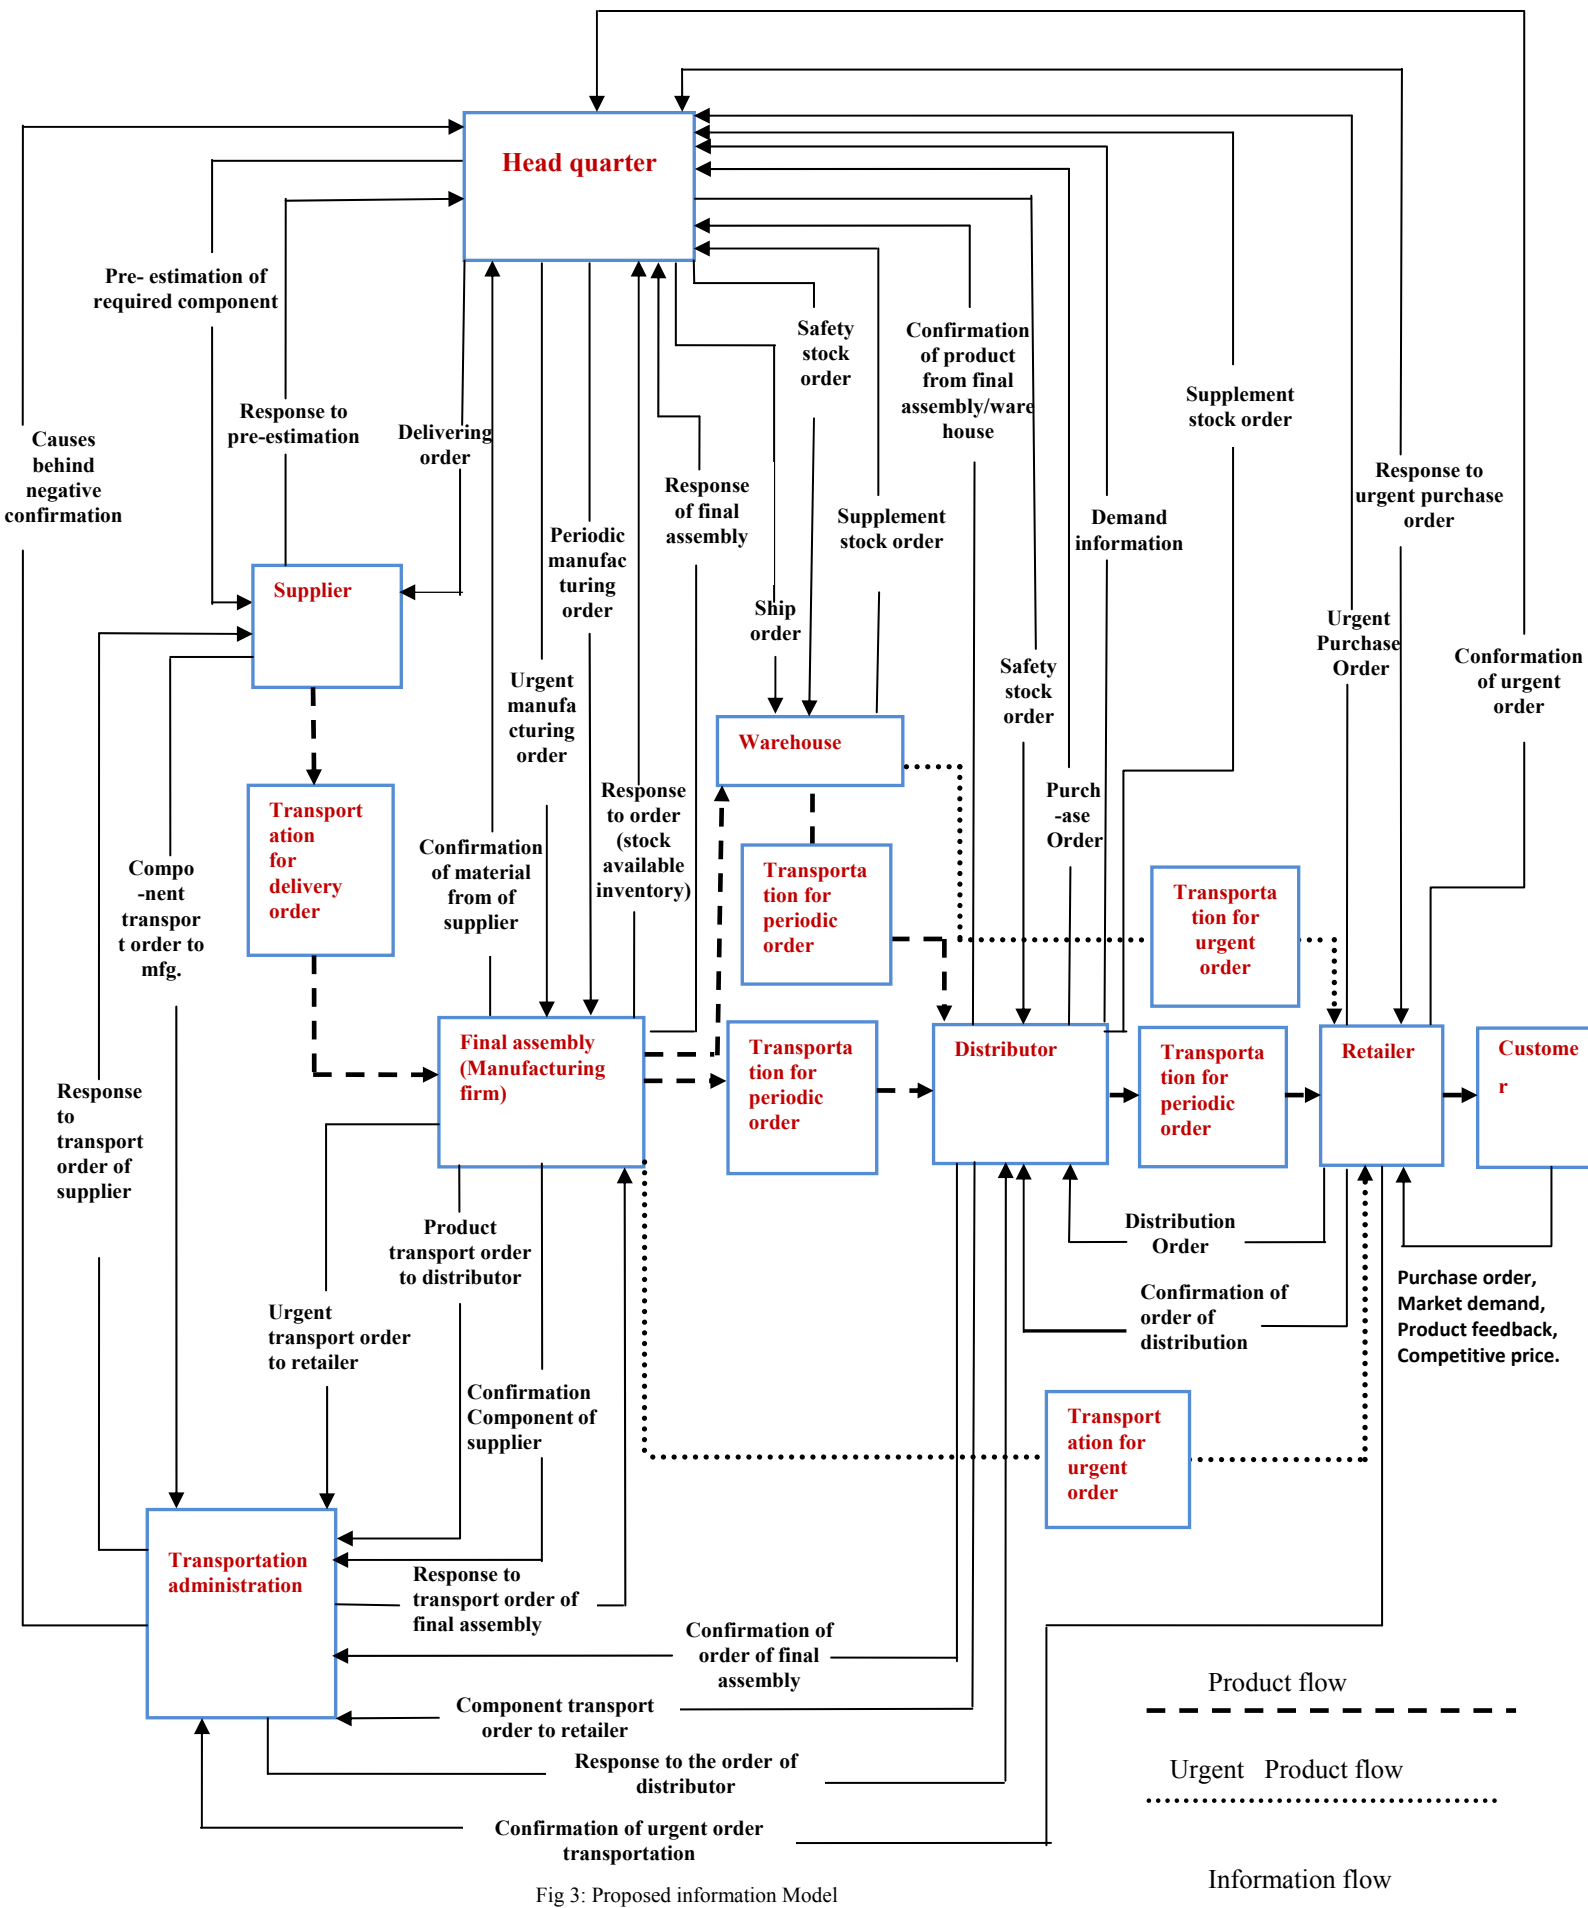 Head quarter
Pre- estimation of
required component
Safety
stock
order
Confirmation
of product
from final
assembly/ware
house
Supplement
stock order
Response to
pre-estimation
Delivering
order
Causes
behind
negative
confirmation
Response
of final
assembly
Supplement
stock order
Demand
information
Response to
urgent purchase
order
Periodic
manufac
turing
order
Supplier
Ship
order
Urgent
Purchase
Order
Conformation
of urgent
order
Urgent
manufa
cturing
order
Safety
stock
order
Warehouse
Transport
ation
for
delivery
order
Response
to order
(stock
available
inventory)
Purch
-ase
Order
Confirmation
of material
from of
supplier
Compo
-nent
transpor
t order to
mfg.
Transporta
tion for
periodic
order
Transporta
tion for
urgent
order
Final assembly
(Manufacturing
firm)
Transporta
tion for
periodic
order
Distributor
Transporta
tion for
periodic
order
Retailer
Custome
r
Response
to
transport
order of
supplier
Product
transport order
to distributor
Distribution
Order
Urgent
transport order
to retailer
Confirmation of
order of
distribution
Purchase order,
Market demand,
Product feedback,
Competitive price.
Confirmation
Component of
supplier
Transport
ation for
urgent
order
Transportation
administration
Response to
transport order of
final assembly
Confirmation of
order of final
assembly
Component transport
order to retailer
Response to the order of
distributor
Confirmation of urgent order
transportation
Product flow
Urgent Product flow
Information flow
Fig 3: Proposed information Model